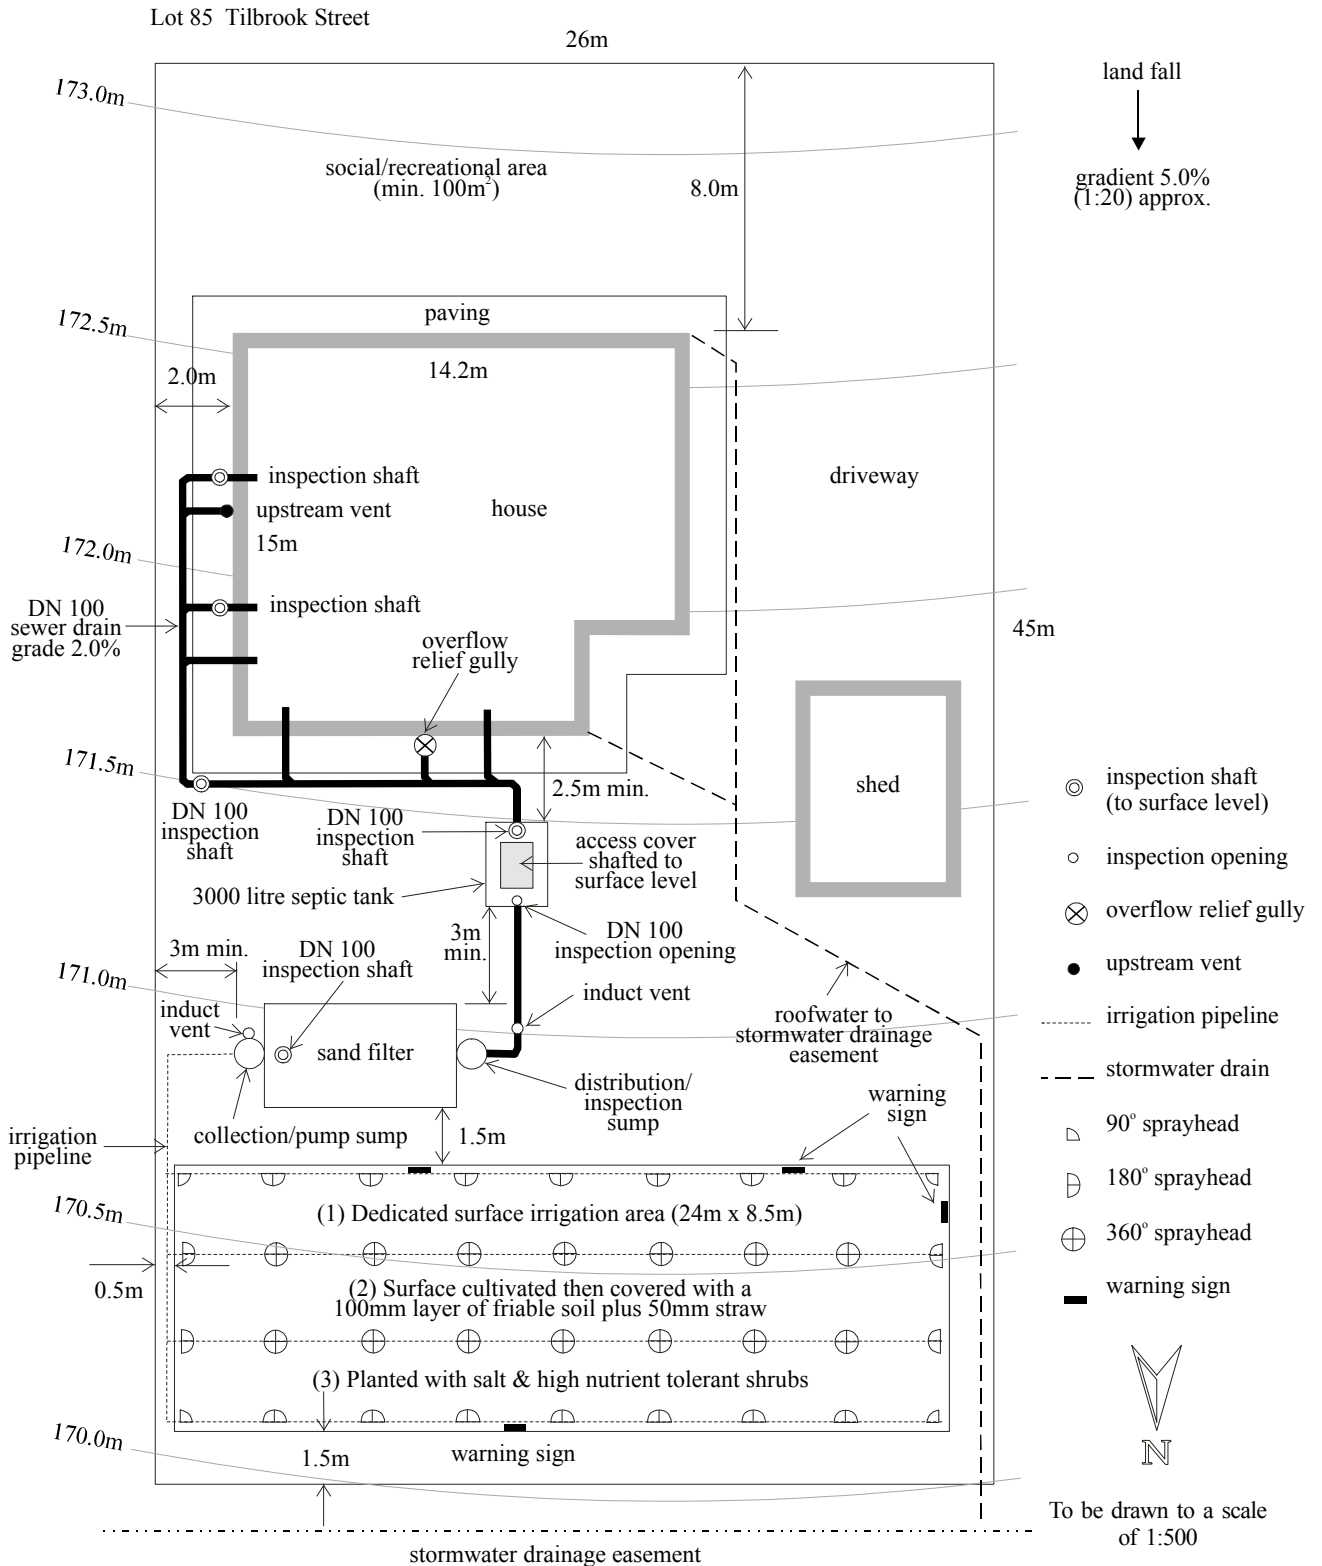 Lot 85 Tilbrook Street
26m
173.0m
land fall
social/recreational area
(min. 100m²)
8.0m
gradient 5.0%
(1:20) approx.
172.5m
paving
2.0m
14.2m
inspection shaft
driveway
upstream vent
house
15m
172.0m
inspection shaft
DN 100
sewer drain
grade 2.0%
overflow
relief gully
45m
171.5m
2.5m min.
shed
inspection shaft
(to surface level)
DN 100
inspection
shaft
DN 100
inspection
shaft
access cover
shafted to
surface level
inspection opening
3000 litre septic tank
overflow relief gully
3m
min.
DN 100
inspection opening
3m min.
DN 100
inspection shaft
171.0m
upstream vent
induct vent
induct
vent
roofwater to
stormwater drainage
easement
irrigation pipeline
sand filter
stormwater drain
distribution/
inspection
sump
warning
sign
irrigation
pipeline
collection/pump sump
1.5m
90° sprayhead
180° sprayhead
170.5m
(1) Dedicated surface irrigation area (24m x 8.5m)
360° sprayhead
0.5m
(2) Surface cultivated then covered with a
100mm layer of friable soil plus 50mm straw
warning sign
(3) Planted with salt & high nutrient tolerant shrubs
170.0m
1.5m
warning sign
N
To be drawn to a scale
of 1:500
stormwater drainage easement